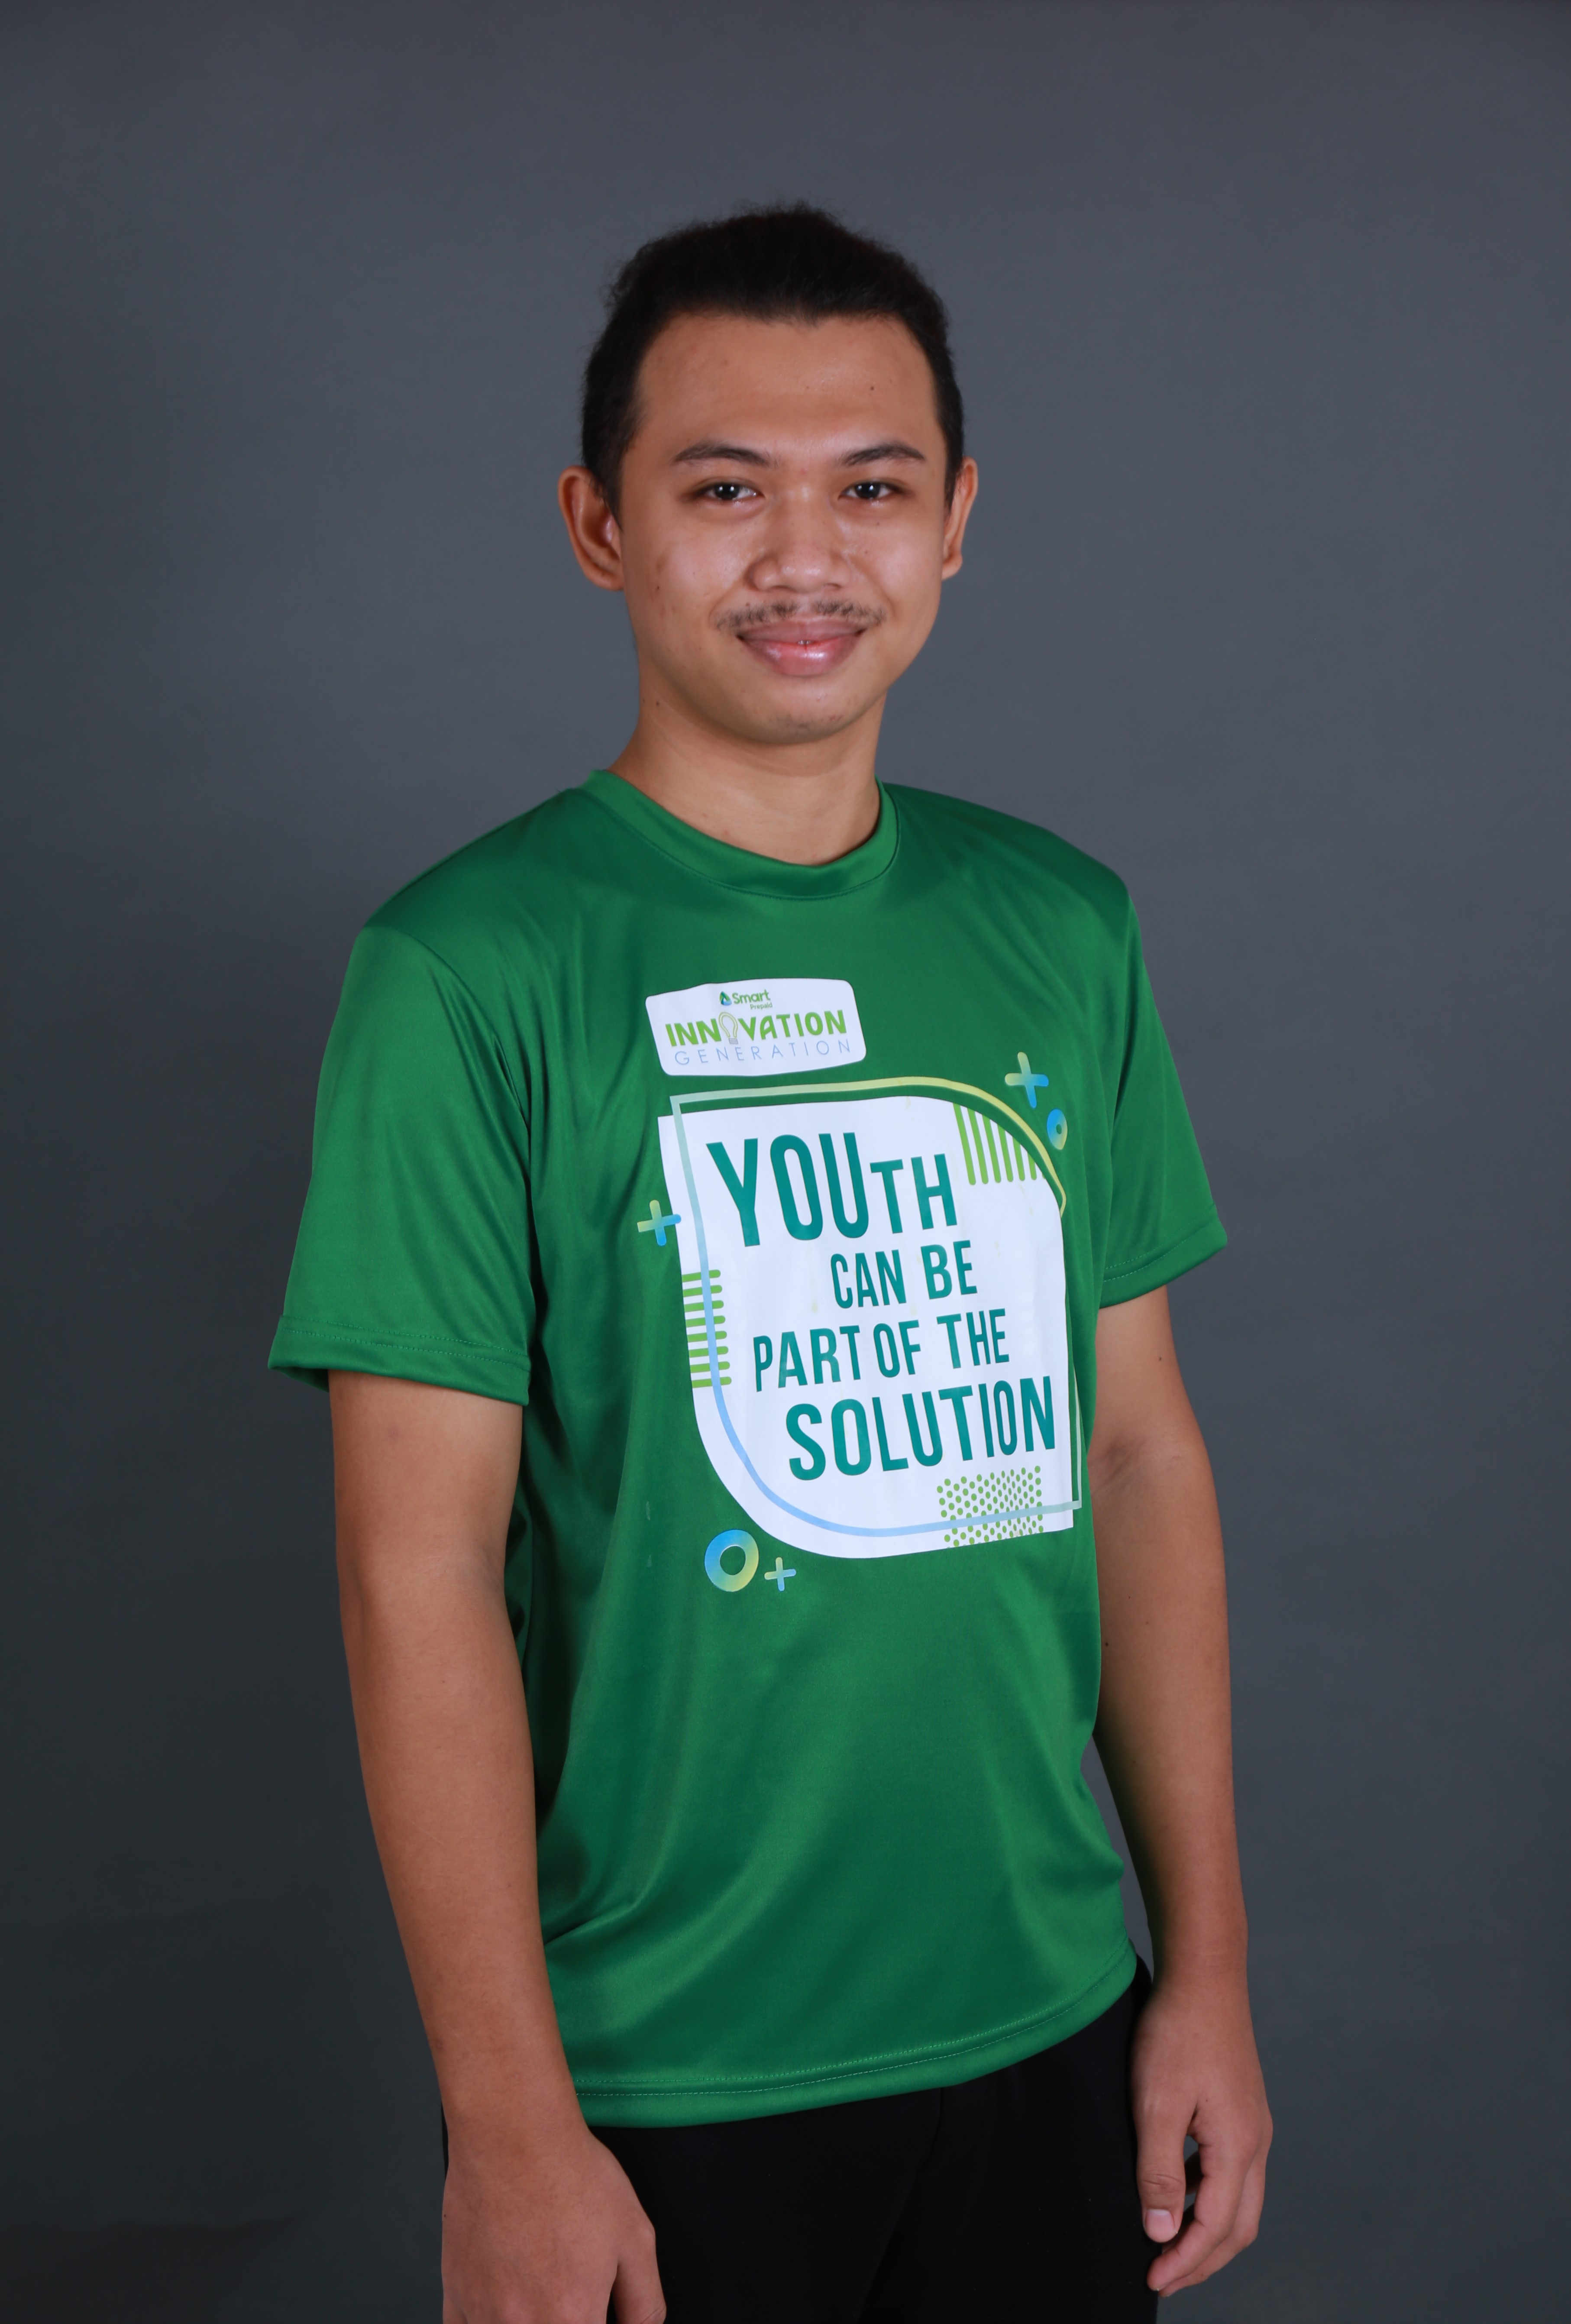 Smart
Prepaid
INNOVATION
GENERATION
YOUTH
CAN BE
PART OF THE
SOLUTION